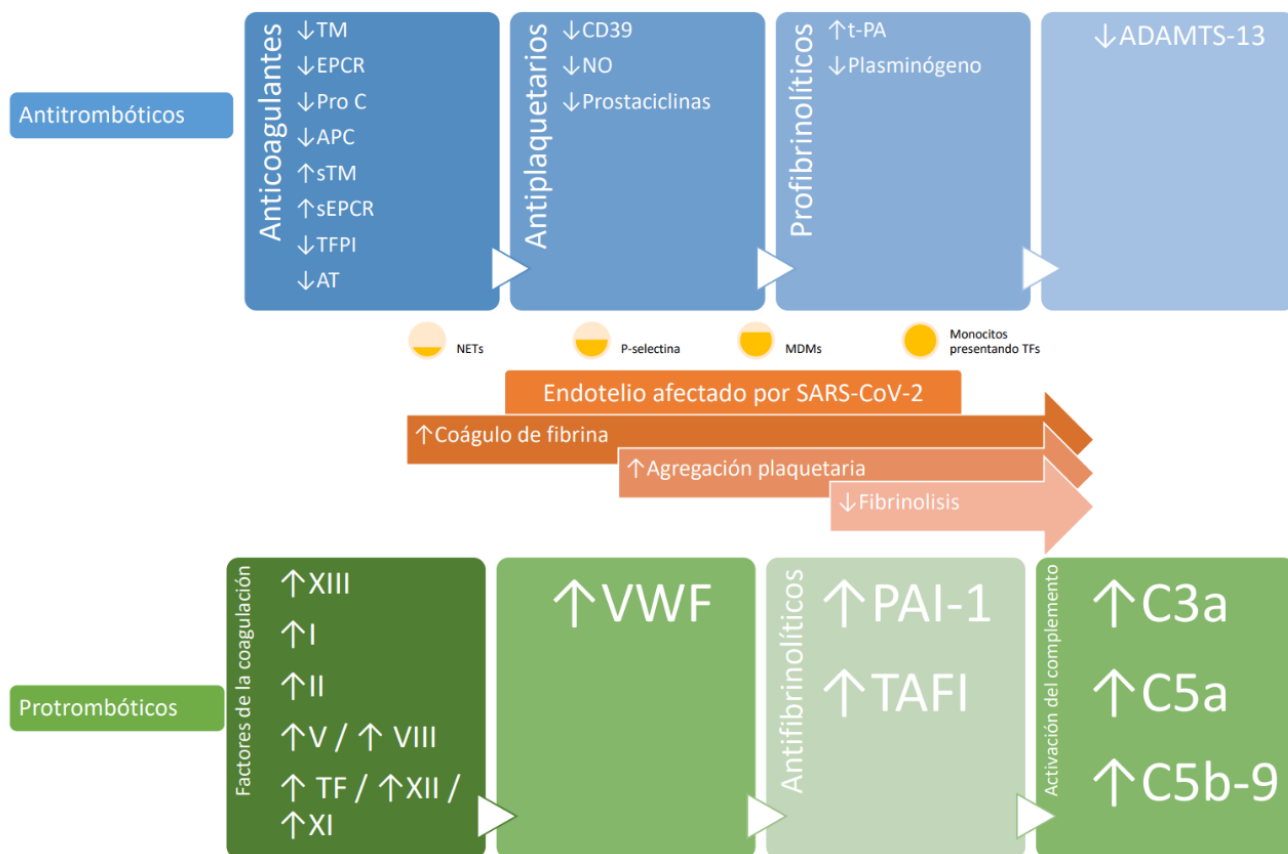 Antitrombóticos
Anticoagulantes
↓TM
↓EPCR
↓Pro C
↓APC
↑sTM
↑sEPCR
↓TFPI
↓AT
Antiplaquetarios
↓CD39
↓NO
↓Prostaciclinas
Profibrinolíticos
↑t-PA
↓Plasminógeno
↓ADAMTS-13
NETs
P-selectina
MDMs
Monocitos
presentando TFs
Endotelio afectado por SARS-CoV-2
↑Coágulo de fibrina
↑Agregación plaquetaria
↓Fibrinolisis
Protrombóticos
Factores de la coagulación
↑XIII
↑I
↑II
↑V / ↑ VIII
↑ TF / ↑XII /
↑XI
↑VWF
Antifibrinolíticos
↑PAI-1
↑TAFI
Activación del complemento
↑C3a
↑C5a
↑C5b-9